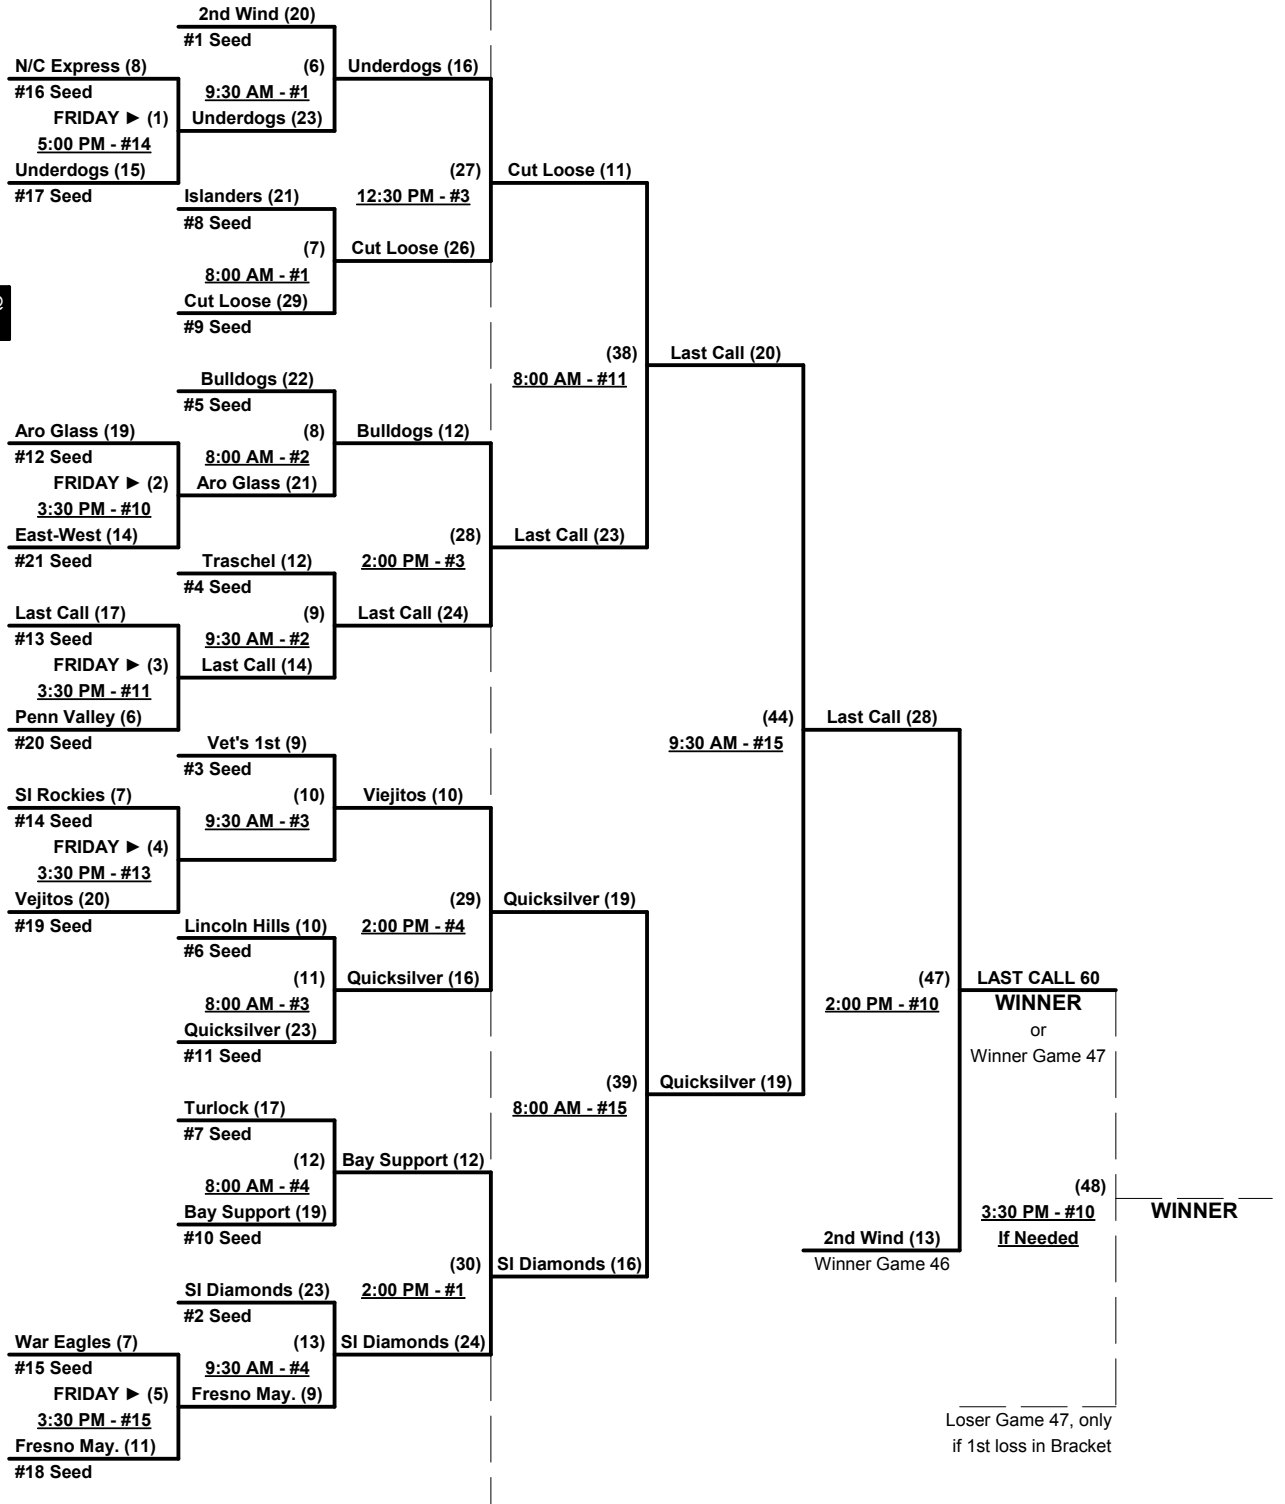 2nd Wind (20)
#1 Seed
N/C Express (8)
(6)
Underdogs (16)
#16 Seed
9:30 AM - #1
FRIDAY ► (1)
Underdogs (23)
5:00 PM - #14
Underdogs (15)
(27)
Cut Loose (11)
#17 Seed
Islanders (21)
12:30 PM - #3
#8 Seed
(7)
Cut Loose (26)
8:00 AM - #1
Cut Loose (29)
#9 Seed
(38)
Last Call (20)
Bulldogs (22)
8:00 AM - #11
#5 Seed
Aro Glass (19)
(8)
Bulldogs (12)
#12 Seed
8:00 AM - #2
FRIDAY ► (2)
Aro Glass (21)
3:30 PM - #10
East-West (14)
(28)
Last Call (23)
#21 Seed
Traschel (12)
2:00 PM - #3
#4 Seed
Last Call (17)
(9)
Last Call (24)
#13 Seed
9:30 AM - #2
FRIDAY ► (3)
Last Call (14)
3:30 PM - #11
Penn Valley (6)
(44)
Last Call (28)
#20 Seed
Vet's 1st (9)
9:30 AM - #15
#3 Seed
SI Rockies (7)
(10)
Viejitos (10)
#14 Seed
9:30 AM - #3
FRIDAY ► (4)
3:30 PM - #13
Vejitos (20)
(29)
Quicksilver (19)
#19 Seed
Lincoln Hills (10)
2:00 PM - #4
#6 Seed
(11)
Quicksilver (16)
(47)
LAST CALL 60
8:00 AM - #3
2:00 PM - #10
WINNER
Quicksilver (23)
or
#11 Seed
Winner Game 47
(39)
Quicksilver (19)
Turlock (17)
8:00 AM - #15
#7 Seed
(12)
Bay Support (12)
8:00 AM - #4
(48)
Bay Support (19)
3:30 PM - #10
WINNER
#10 Seed
2nd Wind (13)
If Needed
(30)
SI Diamonds (16)
Winner Game 46
SI Diamonds (23)
2:00 PM - #1
#2 Seed
War Eagles (7)
(13)
SI Diamonds (24)
#15 Seed
9:30 AM - #4
FRIDAY ► (5)
Fresno May. (9)
3:30 PM - #15
Loser Game 47, only
Fresno May. (11)
if 1st loss in Bracket
#18 Seed